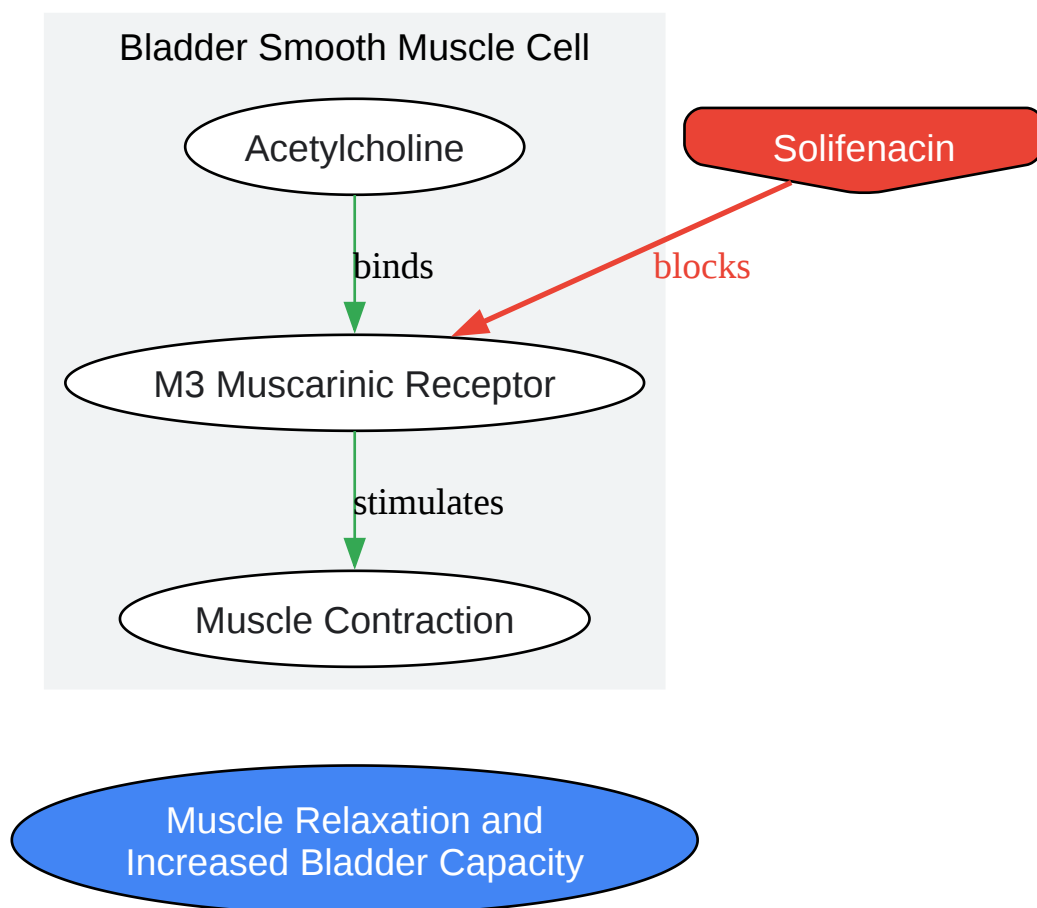 Bladder Smooth Muscle Cell
Acetylcholine
Solifenacin
binds
blocks
M3 Muscarinic Receptor
stimulates
Muscle Contraction
Muscle Relaxation and
Increased Bladder Capacity